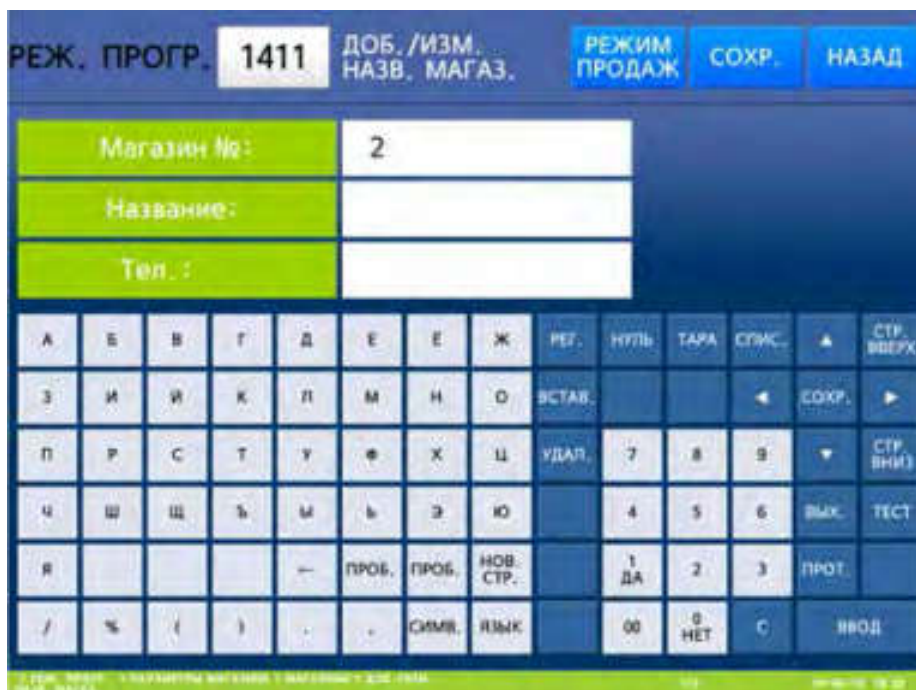 РЕЖ. ПРОГР. 1411 ДОБ./ИЗМ. НАЗВ. МАГАЗ. РЕЖИМ ПРОДАЖ СОХР. НАЗАД
Магазин №: 2
Название:
Тел.:
А Б В Г Д Е Ё Ж РЕГ. НУЛЬ ТАРА СПИС. ▲ СТР. ВВЕРХ
З И Й К Л М Н О ВСТАВ. ◀ СОХР. ▶
П Р С Т У Ф Х Ц УДАЛ. 7 8 9 ▼ СТР. ВНИЗ
Ч Ш Щ Ъ Ы Ь Э Ю 4 5 6 ВЫХ. ТЕСТ
Я ← ПРОБ. ПРОБ. НОВ. СТР. 1 ДА 2 3 ПРОТ.
/ % ( ) . , СИМВ. ЯЗЫК 00 0 НЕТ C ВВОД